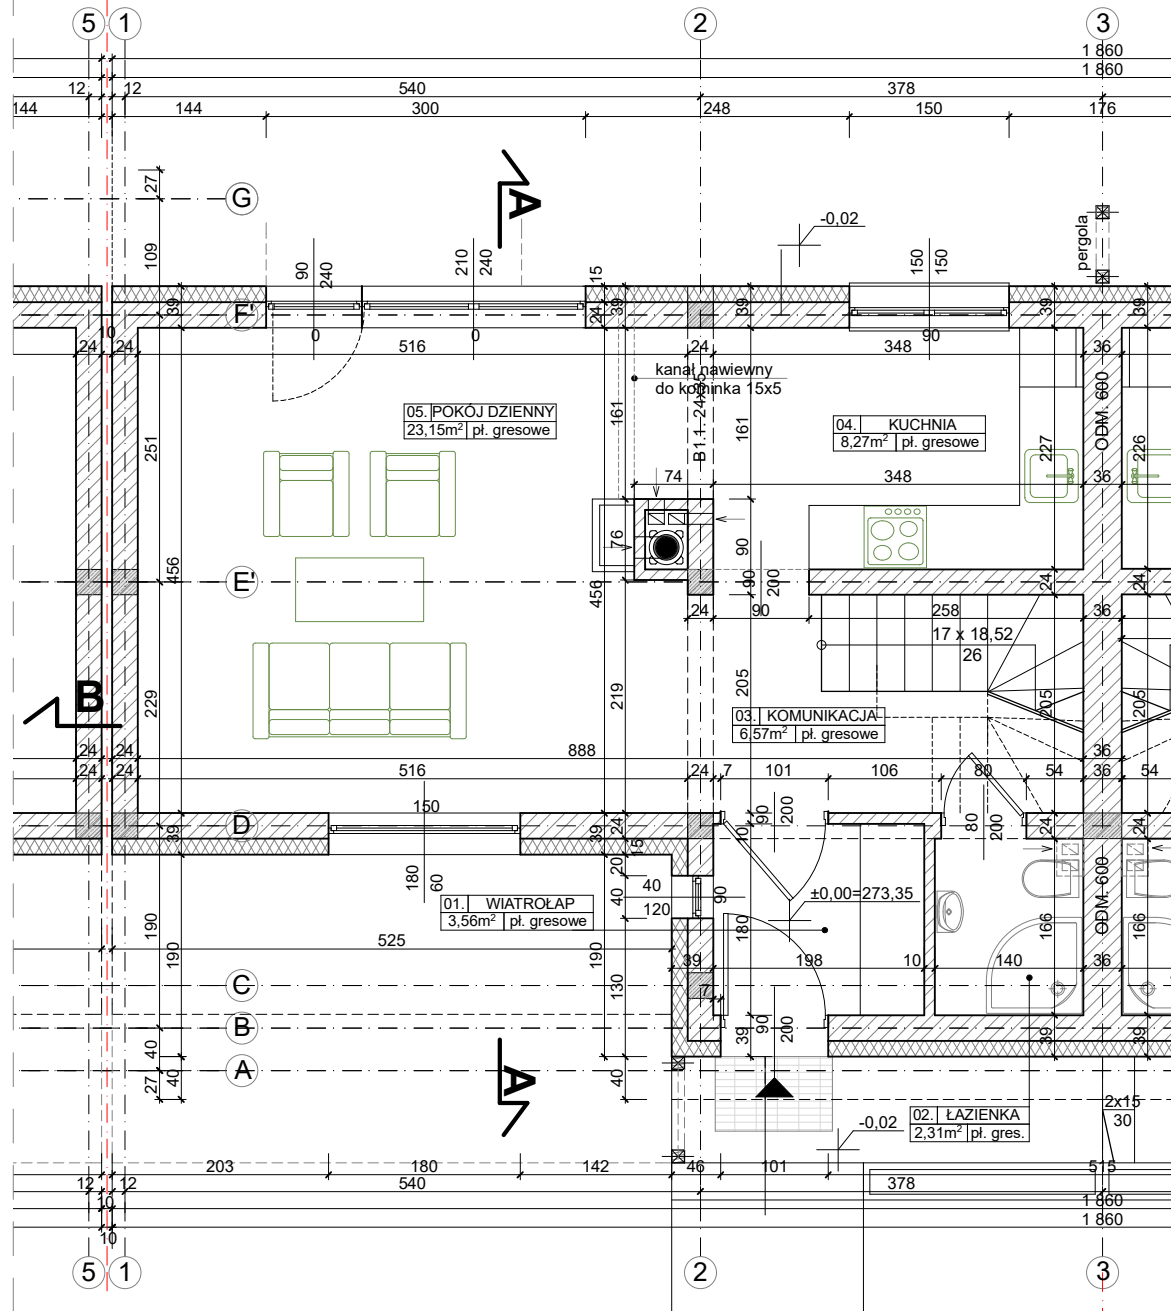 5 1 2 3
1 860
1 860
12 12 540 378
144 144 300 248 150 176
27
G
A
-0,02
pergola
109
90 240
210 240
150 150
15
39 39 24 39 39 39
F'
10 0 0 90
24 24 516 24 348 36
kanał nawiewny
do kominka 15x5
B1.1. 24x35
ODM. 600
05. POKÓJ DZIENNY
23,15m² pł. gresowe
04. KUCHNIA
8,27m² pł. gresowe
251 161 161 227 226
74 348 36
76 90
456 456
E'
90 200
24 24
24 90 258 36
17 x 18,52
26
B
229 219 205 205 205
03. KOMUNIKACJA
6,57m² pł. gresowe
24 24 888 36
24 24 516 24 7 101 106 80 54 36 54
150
39 D 39 24 90 200 80 200 24 24
15
10
180 60
20
40 40 120 90
01. WIATROŁAP
3,56m² pł. gresowe
±0,00=273,35
ODM. 600
190 190 190 180 166 166
525
39 198 10 140 36
C
130
7
B
40 39 90 200 39 39
A
27 40 40
A
2x15
30
02. ŁAZIENKA
2,31m² pł. gres.
-0,02
203 180 142 46 101 515
12 12 540 378
10 1 860
1 860
10
5 1 2 3